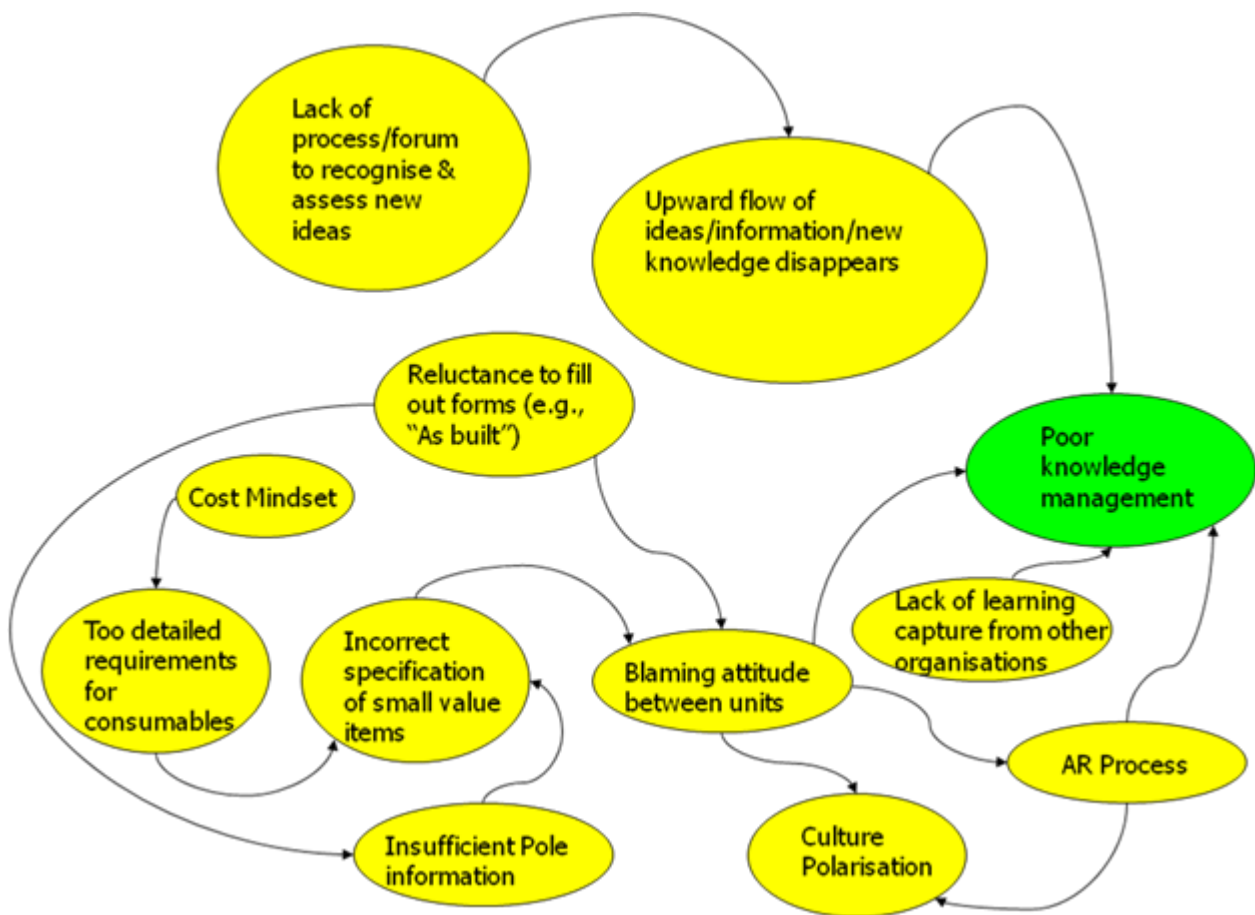 Lack of
process/forum
to recognise &
assess new
ideas
Upward flow of
ideas/information/new
knowledge disappears
Reluctance to fill
out forms (e.g.,
“As built”)
Poor
knowledge
management
Cost Mindset
Too detailed
requirements
for
consumables
Incorrect
specification
of small value
items
Blaming attitude
between units
Lack of learning
capture from other
organisations
AR Process
Insufficient Pole
information
Culture
Polarisation